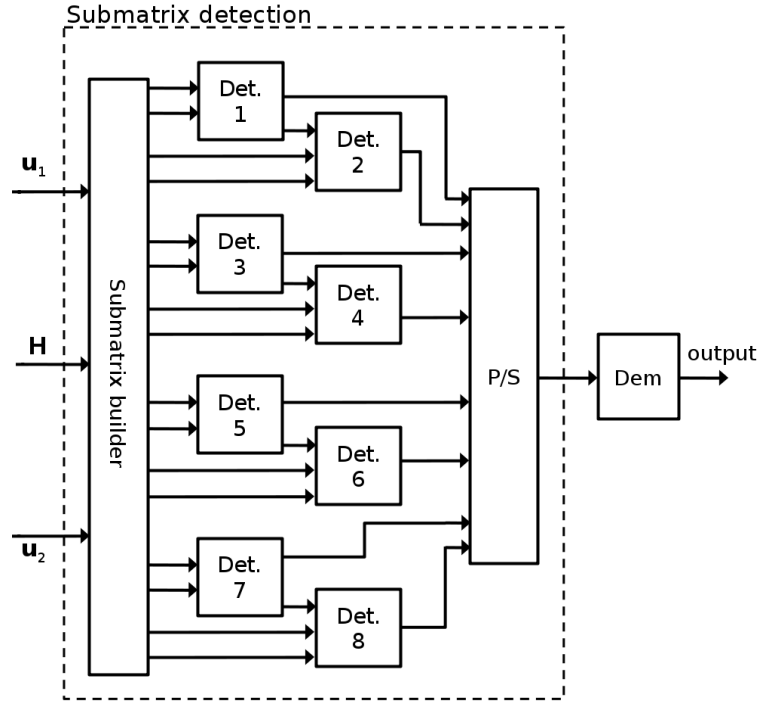 Submatrix detection
Det.
1
Det.
2
u1
Det.
3
Det.
4
H
Submatrix builder
P/S
Dem
output
Det.
5
Det.
6
u2
Det.
7
Det.
8